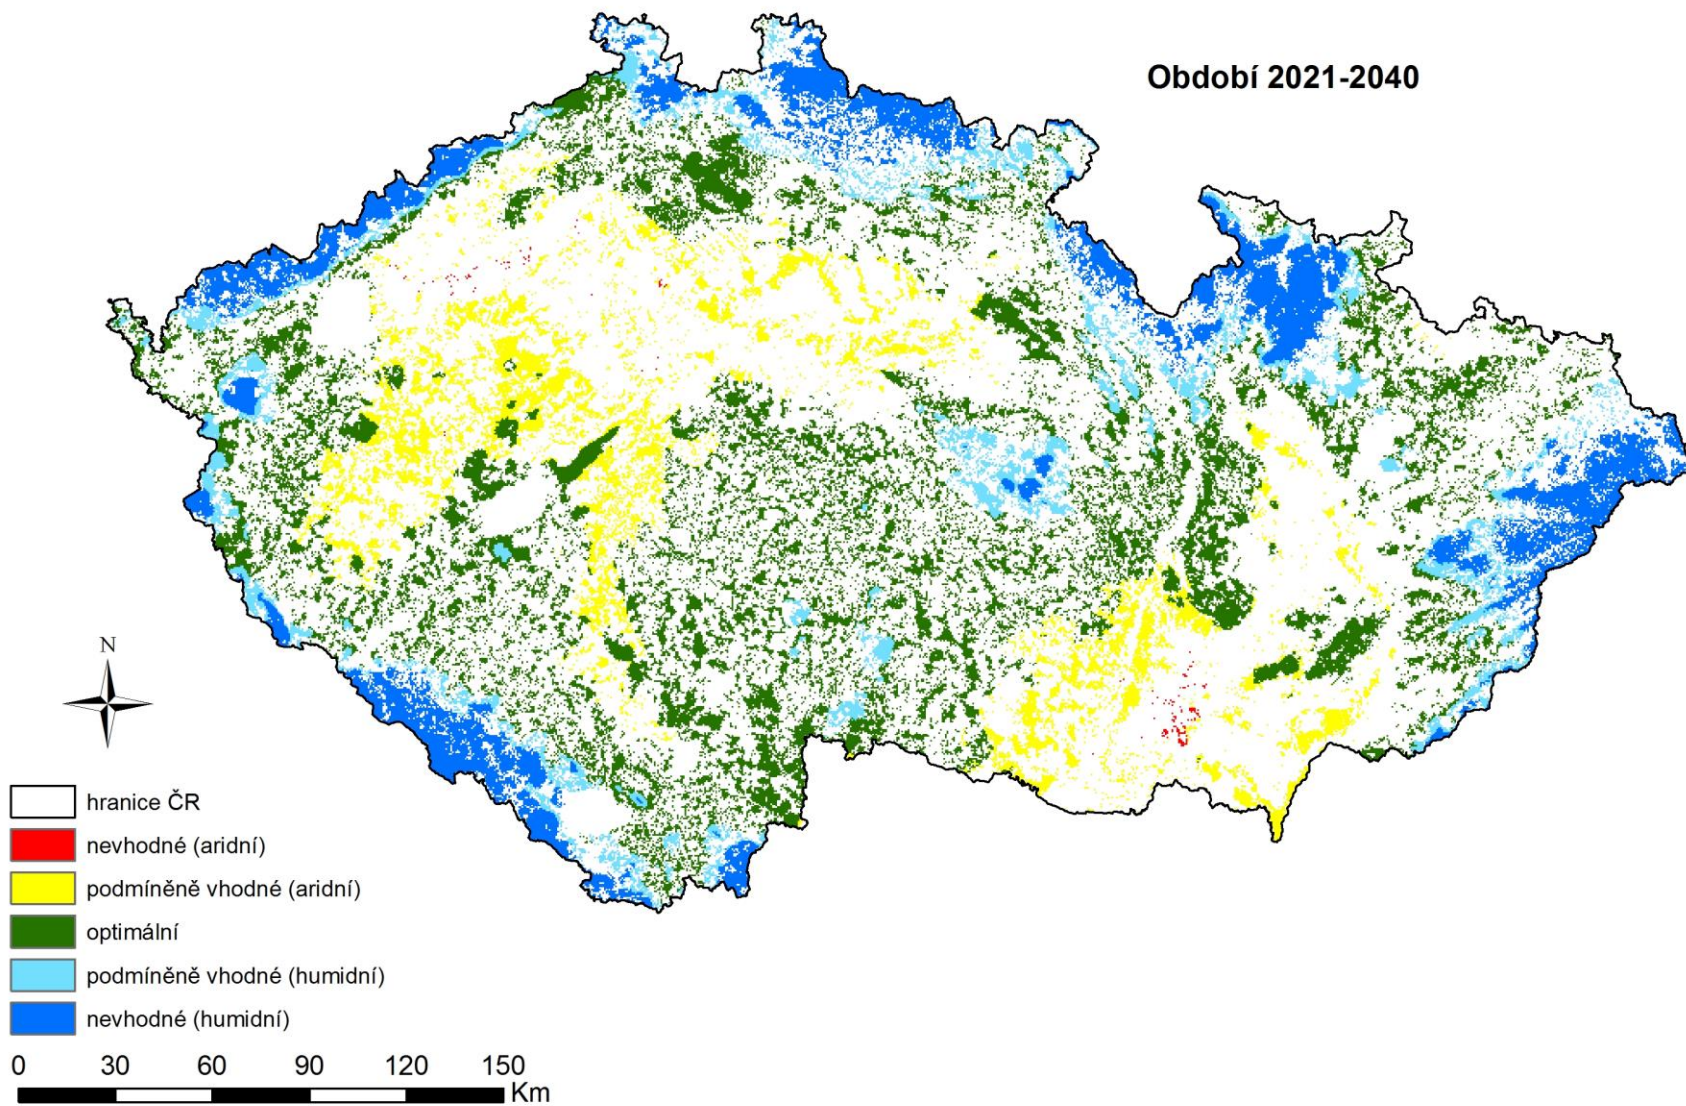 Období 2021-2040
N
hranice ČR
nevhodné (aridní)
podmíněně vhodné (aridní)
optimální
podmíněně vhodné (humidní)
nevhodné (humidní)
0 30 60 90 120 150
Km